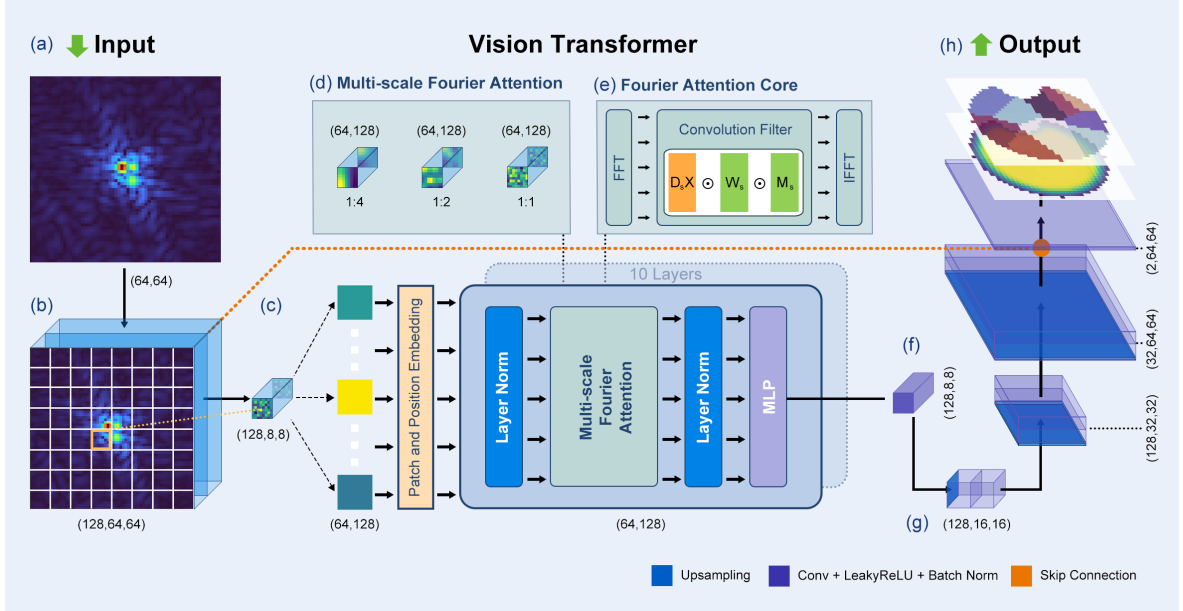 (a) Input
Vision Transformer
(h) Output
(d) Multi-scale Fourier Attention
(e) Fourier Attention Core
(64,128)
(64,128)
(64,128)
1:4
1:2
1:1
FFT
Convolution Filter
DₛX ⊙ Wₛ ⊙ Mₛ
IFFT
(64,64)
(2,64,64)
(b)
(c)
10 Layers
(128,8,8)
(128,64,64)
Patch and Position Embedding
(64,128)
Layer Norm
Multi-scale
Fourier
Attention
Layer Norm
MLP
(64,128)
(f)
(128,8,8)
(32,64,64)
(128,32,32)
(g)
(128,16,16)
Upsampling
Conv + LeakyReLU + Batch Norm
Skip Connection